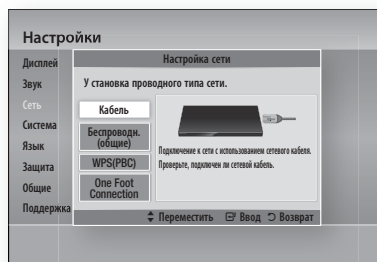 Настройки
Дисплей
Звук
Сеть
Система
Язык
Защита
Общие
Поддержка
Настройка сети
У становка проводного типа сети.
Кабель
Беспроводн.
(общие)
WPS(PBC)
One Foot
Connection
Подключение к сети с использованием сетевого кабеля.
Проверьте, подключен ли сетевой кабель.
Переместить Ввод Возврат